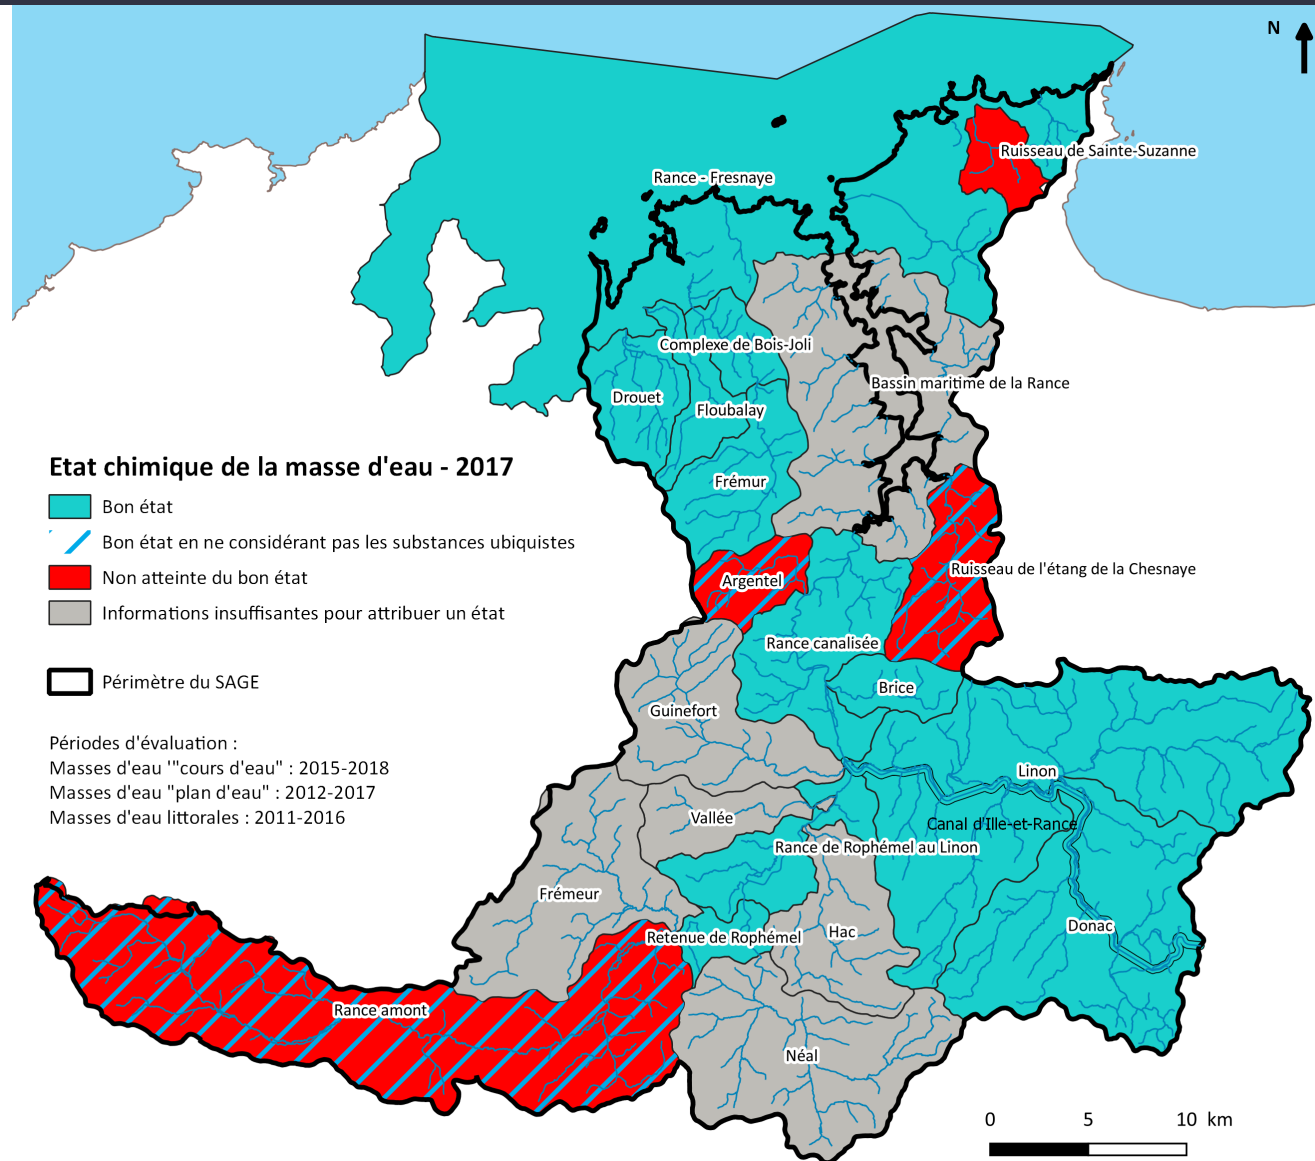 N
Ruisseau de Sainte-Suzanne
Rance - Fresnaye
Complexe de Bois-Joli
Bassin maritime de la Rance
Drouet
Floubalay
Frémur
Etat chimique de la masse d'eau - 2017
Bon état
Bon état en ne considérant pas les substances ubiquistes
Non atteinte du bon état
Informations insuffisantes pour attribuer un état
Périmètre du SAGE
Périodes d'évaluation :
Masses d'eau '"cours d'eau" : 2015-2018
Masses d'eau "plan d'eau" : 2012-2017
Masses d'eau littorales : 2011-2016
Argentel
Ruisseau de l'étang de la Chesnaye
Rance canalisée
Brice
Guinefort
Linon
Vallée
Canal d'Ille-et-Rance
Rance de Rophémel au Linon
Frémeur
Donac
Hac
Retenue de Rophémel
Rance amont
Néal
0 5 10 km